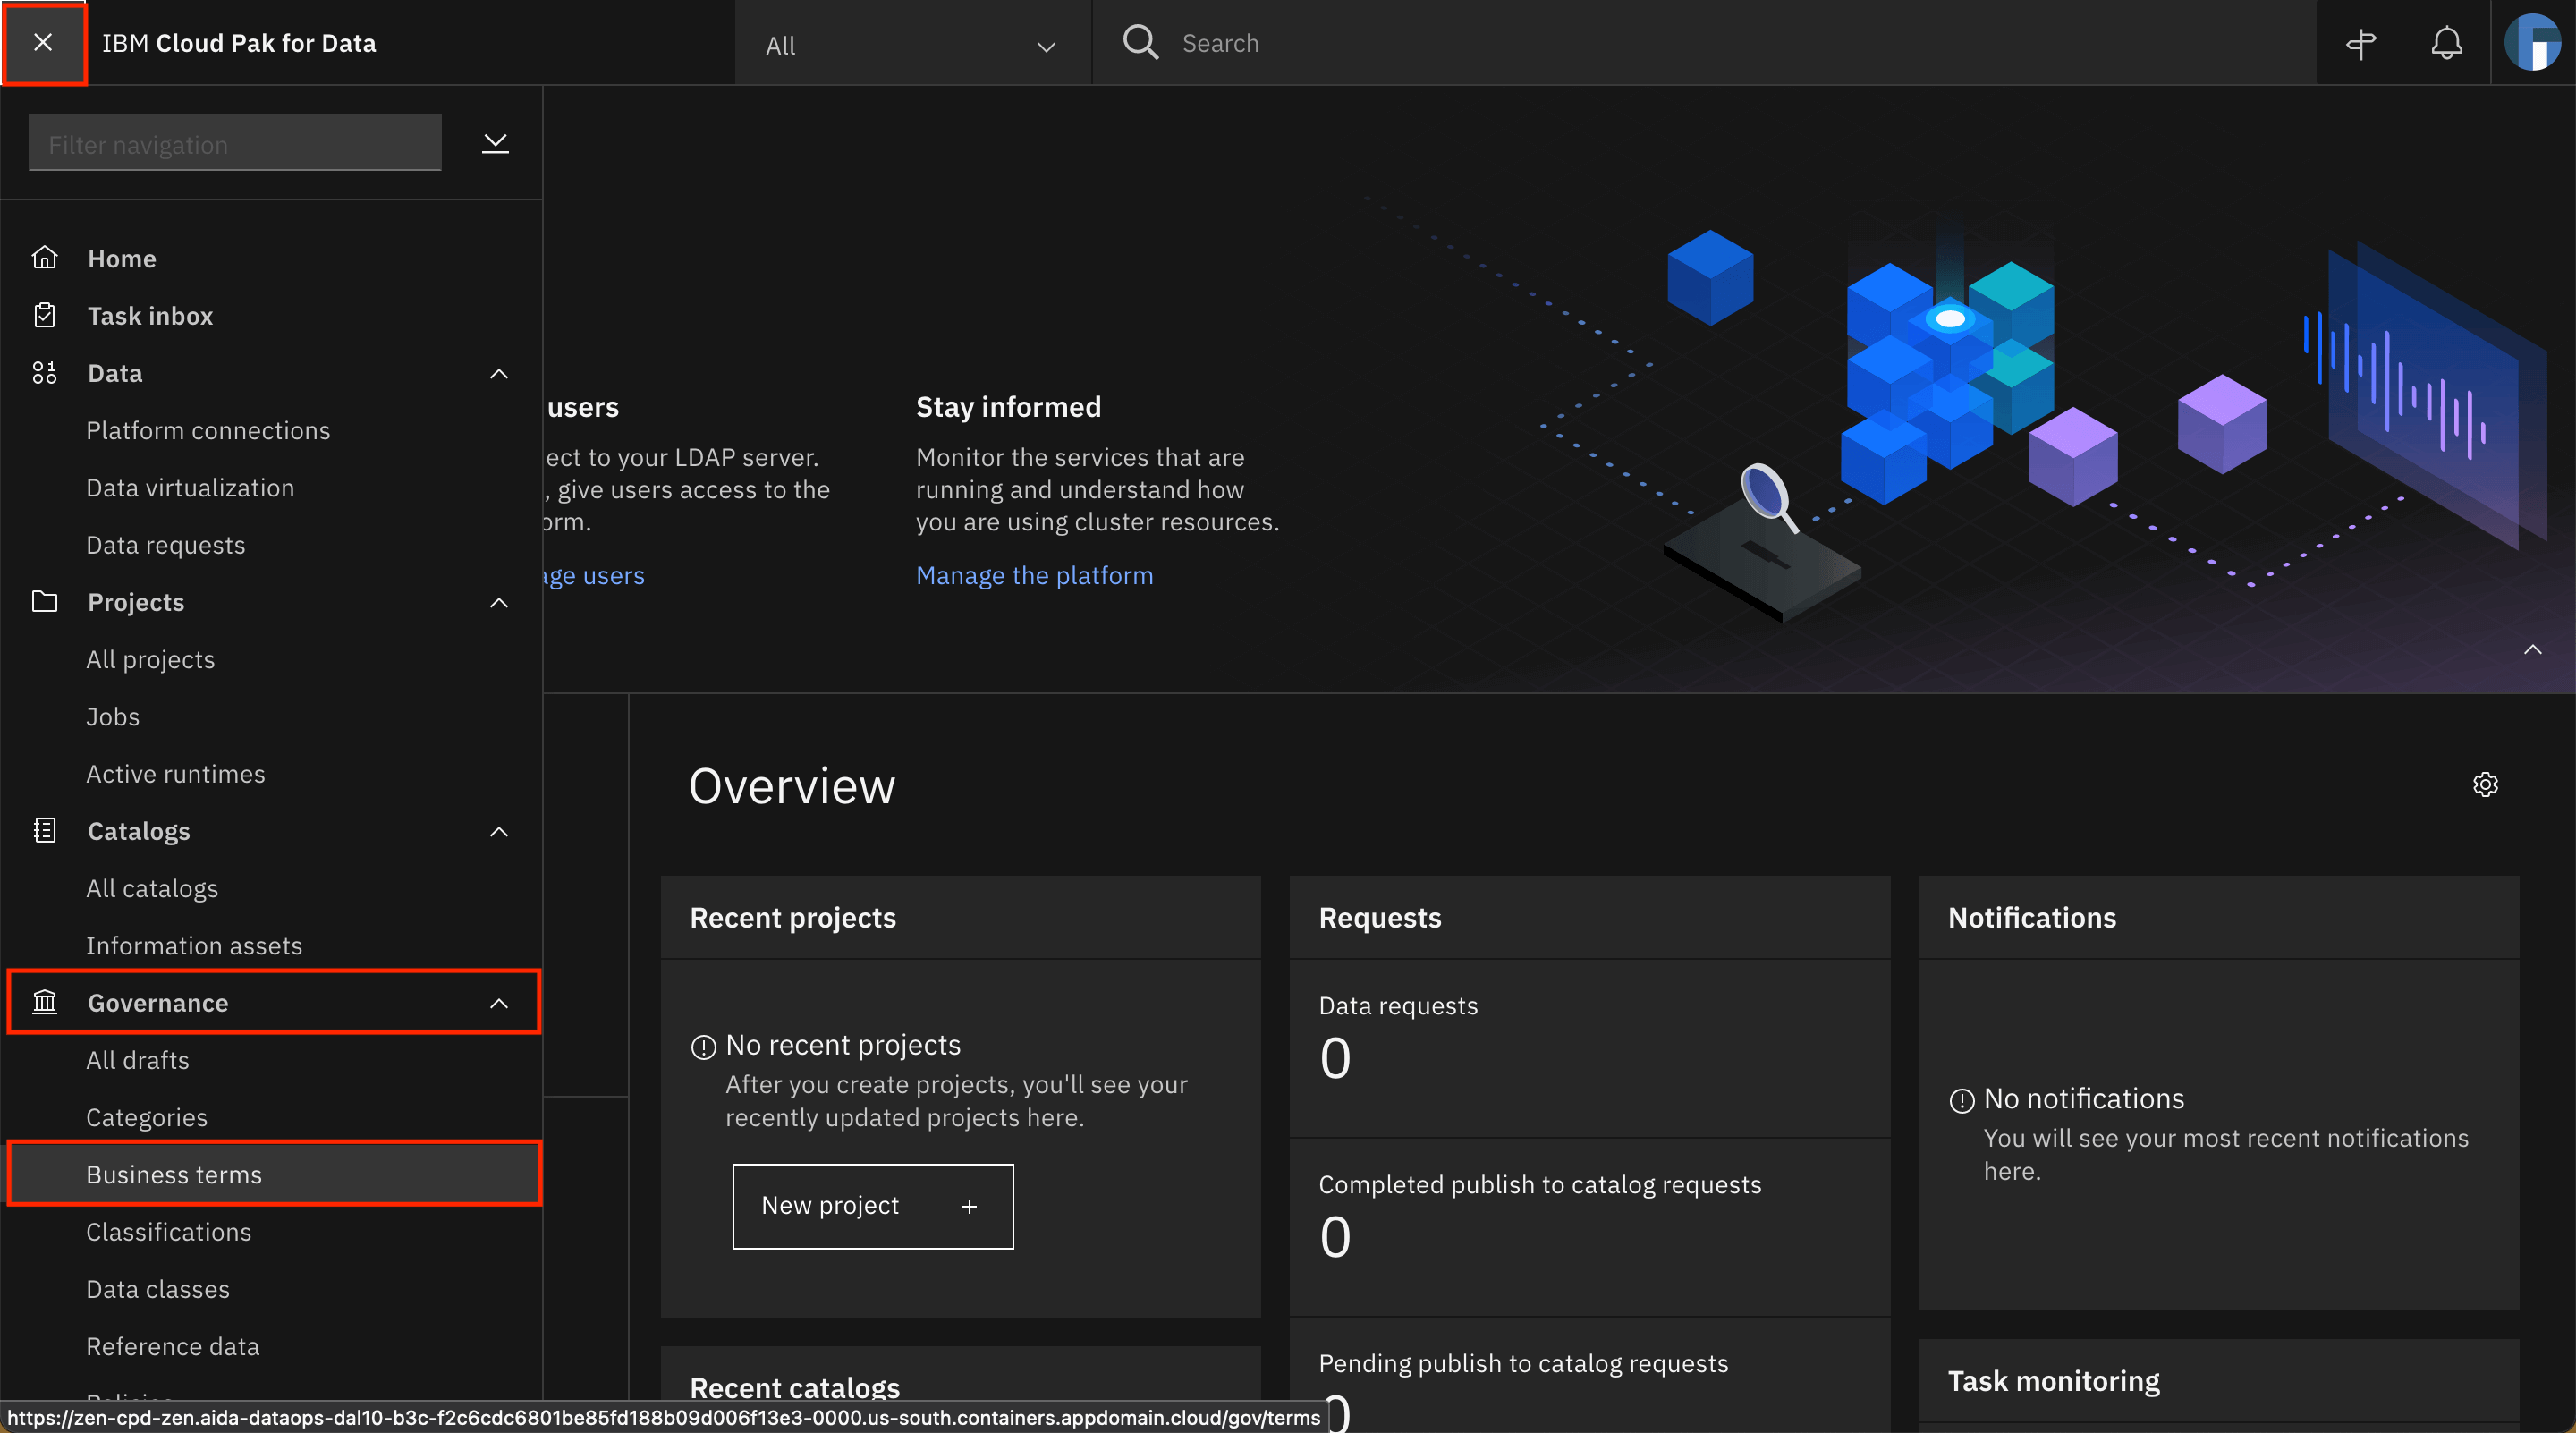 IBM Cloud Pak for Data
All
Search
Filter navigation
Home
Task inbox
Data
Platform connections
Data virtualization
Data requests
Projects
All projects
Jobs
Active runtimes
Catalogs
All catalogs
Information assets
Governance
All drafts
Categories
Business terms
Classifications
Data classes
Reference data
users
ect to your LDAP server.
, give users access to the
orm.
age users
Stay informed
Monitor the services that are
running and understand how
you are using cluster resources.
Manage the platform
Overview
Recent projects
No recent projects
After you create projects, you'll see your
recently updated projects here.
New project +
Recent catalogs
Requests
Data requests
0
Completed publish to catalog requests
0
Pending publish to catalog requests
0
Notifications
No notifications
You will see your most recent notifications
here.
Task monitoring
https://zen-cpd-zen.aida-dataops-dal10-b3c-f2c6cdc6801be85fd188b09d006f13e3-0000.us-south.containers.appdomain.cloud/gov/terms